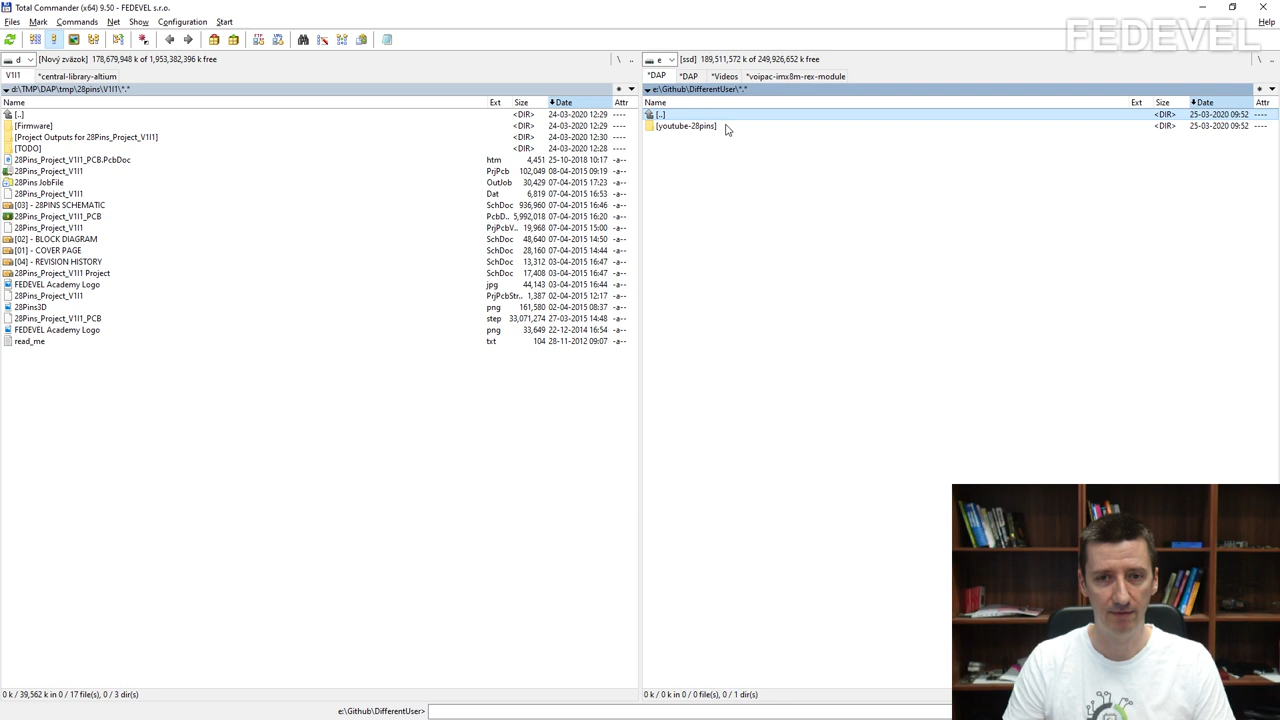 Total Commander (x64) 9.50 - FEDEVEL s.r.o.
Files Mark Commands Net Show Configuration Start Help
FEDEVEL
d [Nový zväzok] 178,679,948 k of 1,953,382,396 k free \ ..
V1I1 *central-library-altium
d:\TMP\DAP\tmp\28pins\V1I1\*.*
Name Ext Size Date Attr
[..] <DIR> 24-03-2020 12:29 ----
[Firmware] <DIR> 24-03-2020 12:29 ----
[Project Outputs for 28Pins_Project_V1I1] <DIR> 24-03-2020 12:30 ----
[TODO] <DIR> 24-03-2020 12:28 ----
28Pins_Project_V1I1_PCB.PcbDoc htm 4,451 25-10-2018 10:17 -a--
28Pins_Project_V1I1 PrjPcb 102,049 08-04-2015 09:19 -a--
28Pins JobFile OutJob 30,429 07-04-2015 17:23 -a--
28Pins_Project_V1I1 Dat 6,819 07-04-2015 16:53 -a--
[03] - 28PINS SCHEMATIC SchDoc 936,960 07-04-2015 16:46 -a--
28Pins_Project_V1I1_PCB PcbD.. 5,992,018 07-04-2015 16:20 -a--
28Pins_Project_V1I1 PrjPcbV.. 19,968 07-04-2015 15:00 -a--
[02] - BLOCK DIAGRAM SchDoc 48,640 07-04-2015 14:50 -a--
[01] - COVER PAGE SchDoc 28,160 07-04-2015 14:44 -a--
[04] - REVISION HISTORY SchDoc 13,312 03-04-2015 16:47 -a--
28Pins_Project_V1I1 Project SchDoc 17,408 03-04-2015 16:47 -a--
FEDEVEL Academy Logo jpg 44,143 03-04-2015 16:44 -a--
28Pins_Project_V1I1 PrjPcbStr.. 1,387 02-04-2015 12:17 -a--
28Pins3D png 161,580 02-04-2015 08:37 -a--
28Pins_Project_V1I1_PCB step 33,071,274 27-03-2015 14:48 -a--
FEDEVEL Academy Logo png 33,649 22-12-2014 16:54 -a--
read_me txt 104 28-11-2012 09:07 -a--
0 k / 39,562 k in 0 / 17 file(s), 0 / 3 dir(s)
e [ssd] 189,511,572 k of 249,926,652 k free \ ..
*DAP *DAP *Videos *voipac-imx8m-rex-module
e:\Github\DifferentUser\*.*
Name Ext Size Date Attr
[..] <DIR> 25-03-2020 09:52 ----
[youtube-28pins] <DIR> 25-03-2020 09:52 ----
0 k / 0 k in 0 / 0 file(s), 0 / 1 dir(s)
e:\Github\DifferentUser>